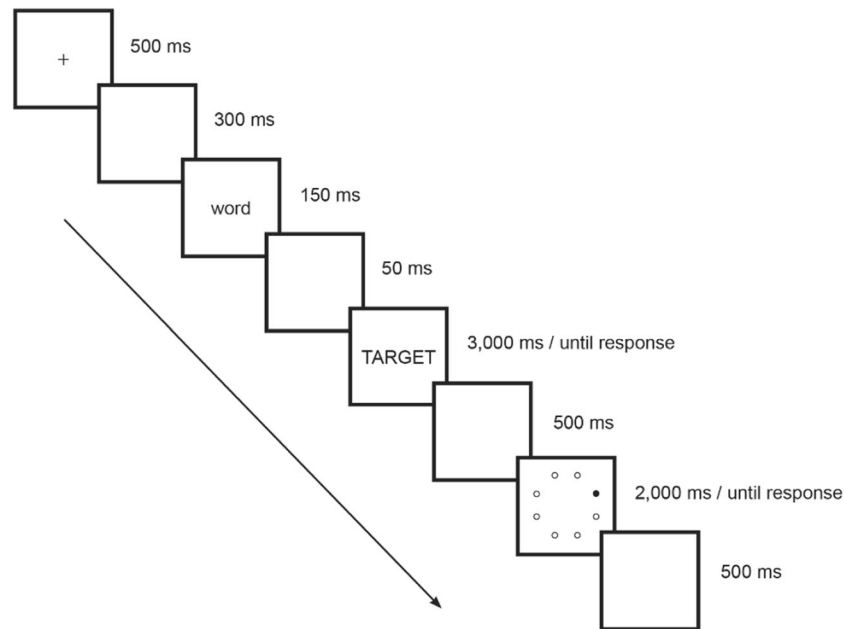 +
500 ms
300 ms
word
150 ms
50 ms
TARGET
3,000 ms / until response
500 ms
2,000 ms / until response
500 ms